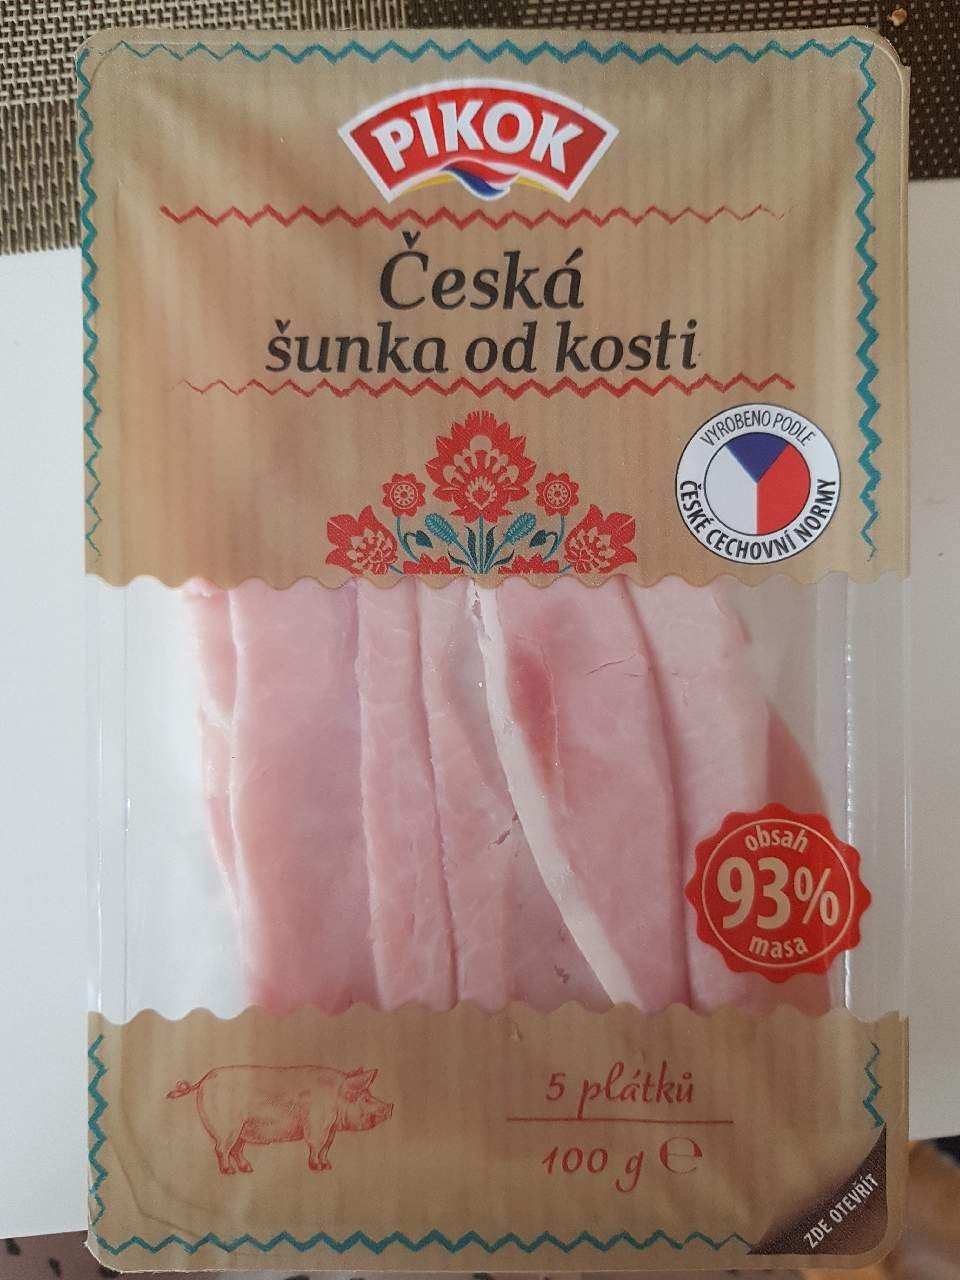 PIKOK
Česká
šunka od kosti
VYROBENO PODLE
ČESKÉ CECHOVNÍ NORMY
obsah
93%
masa
5 plátků
100 g ℮
ZDE OTEVŘÍT